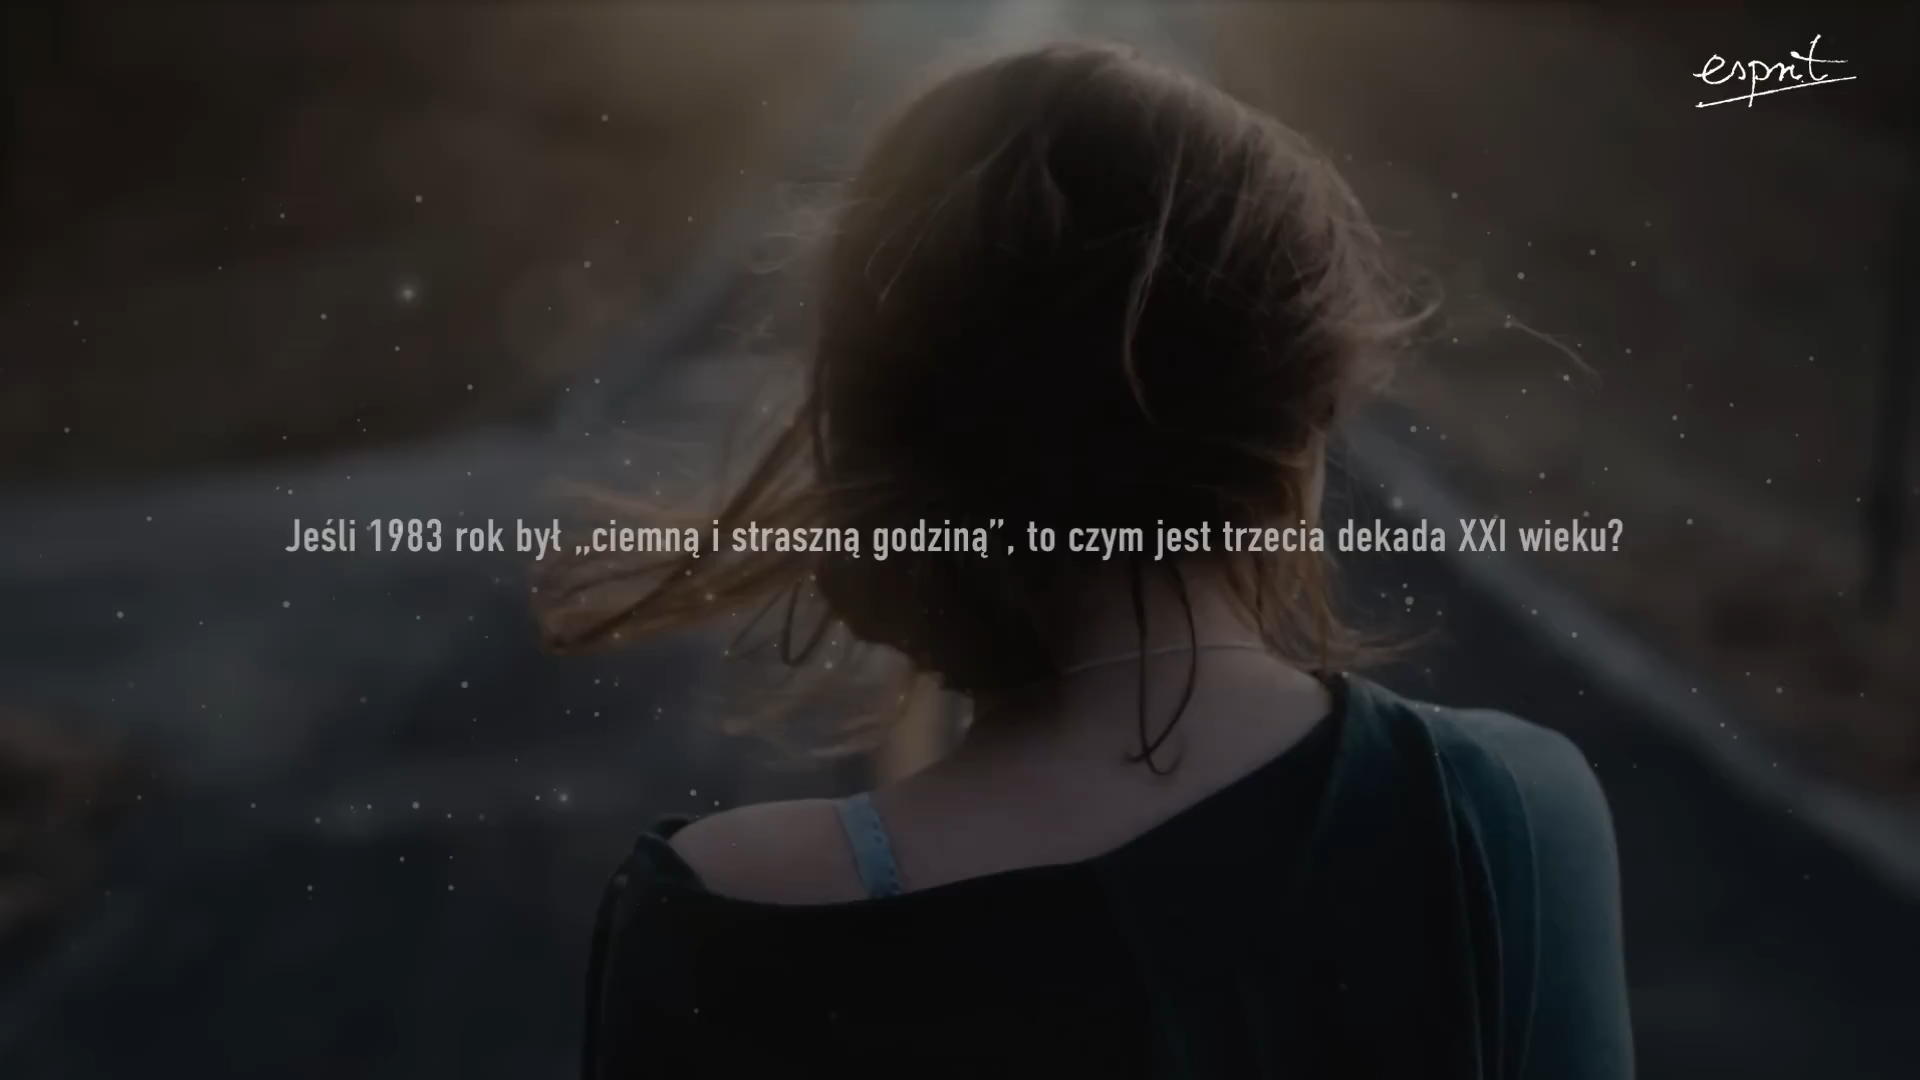 esprit
Jeśli 1983 rok był „ciemną i straszną godziną”, to czym jest trzecia dekada XXI wieku?